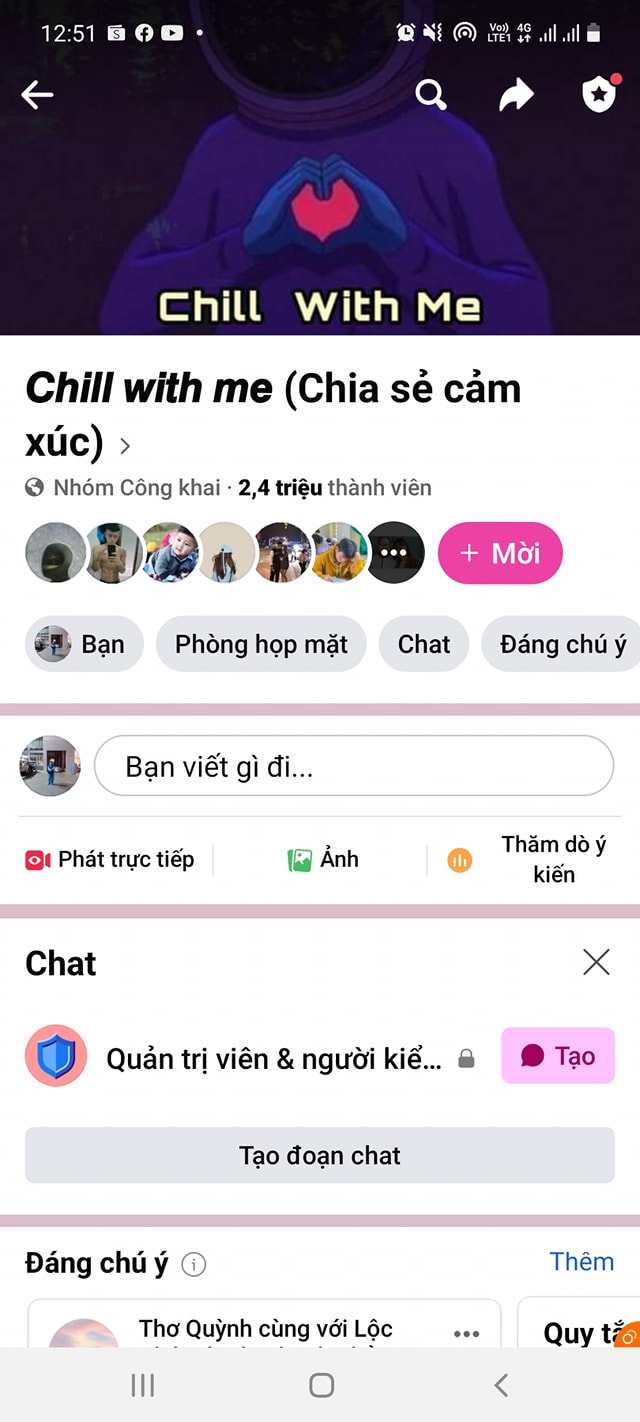 12:51
Vo)) 4G
LTE1
Chill With Me
Chill with me (Chia sẻ cảm
xúc)
Nhóm Công khai · 2,4 triệu thành viên
+ Mời
Bạn
Phòng họp mặt
Chat
Đáng chú ý
Bạn viết gì đi...
Phát trực tiếp
Ảnh
Thăm dò ý
kiến
Chat
Quản trị viên & người kiể...
Tạo
Tạo đoạn chat
Đáng chú ý
Thêm
Thơ Quỳnh cùng với Lộc
Quy